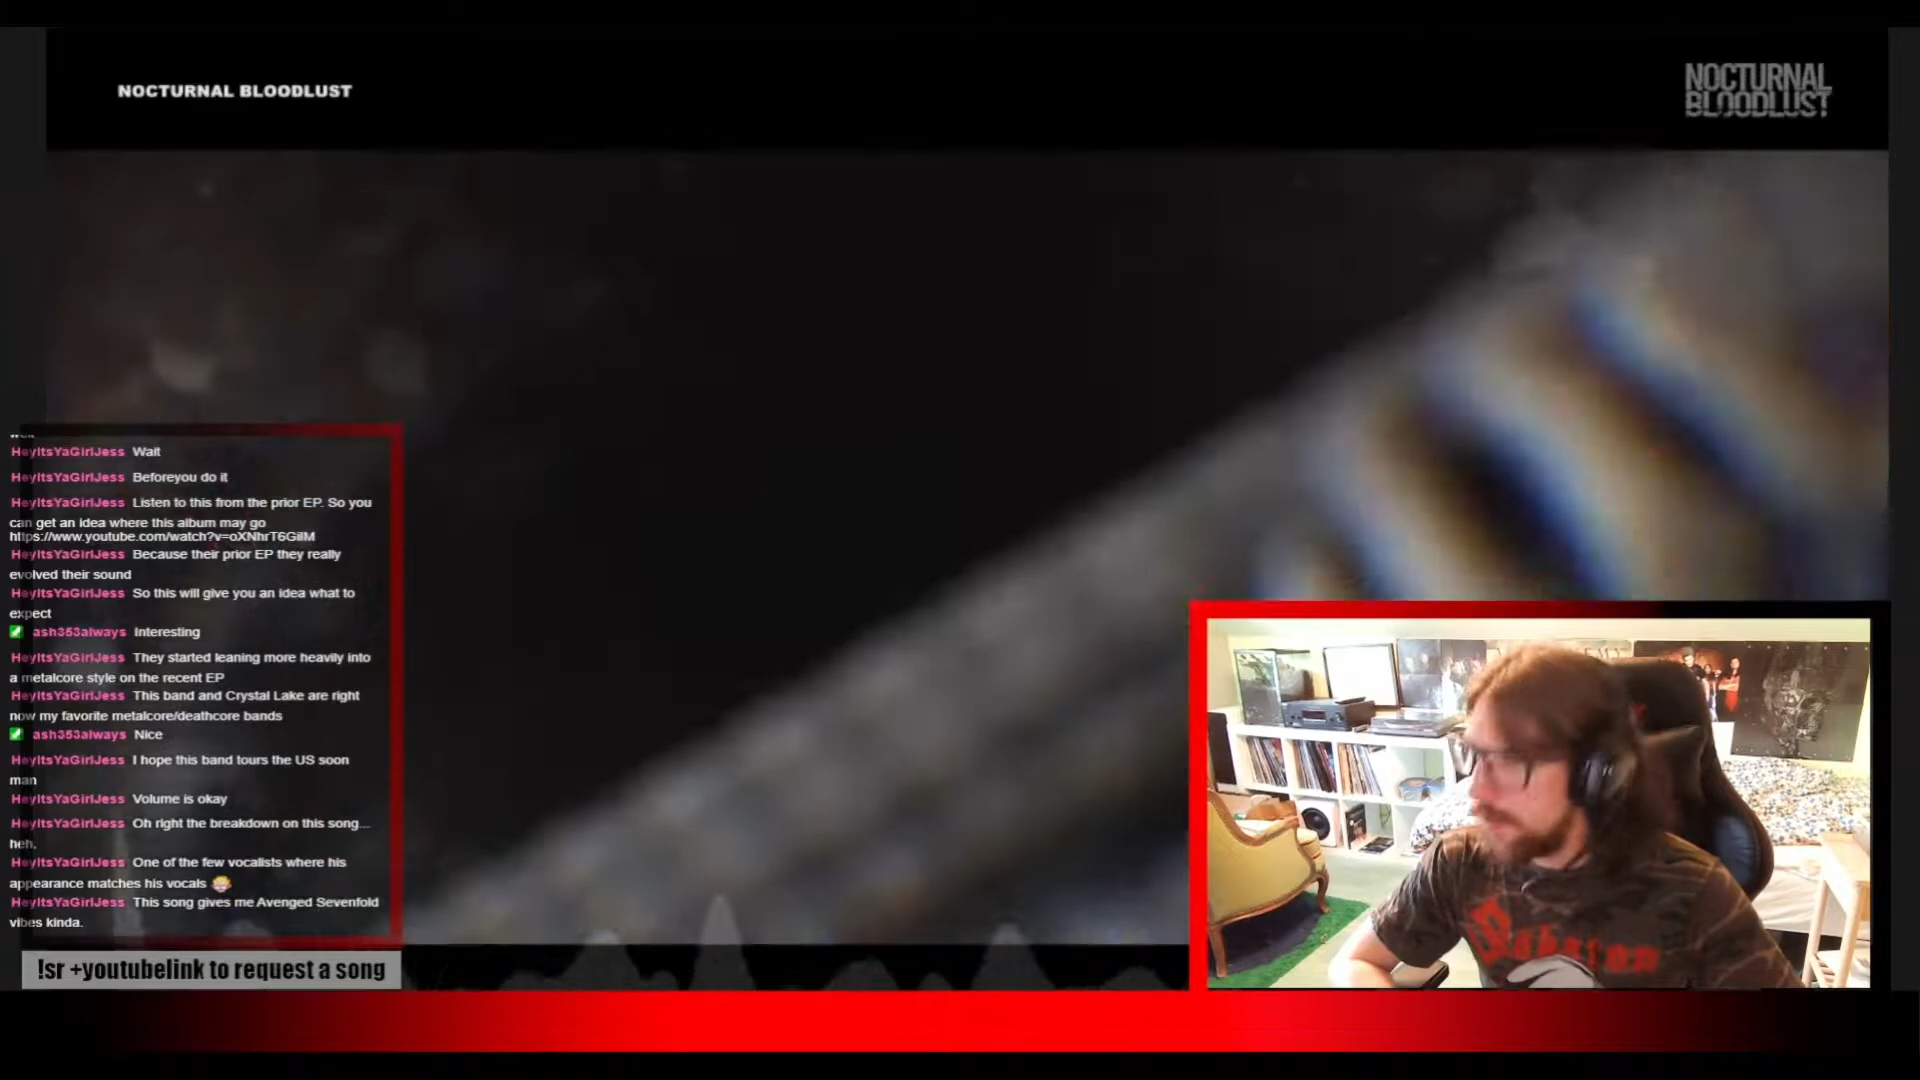 NOCTURNAL BLOODLUST
NOCTURNAL
BLOODLUST
HeyItsYaGirlJess Wait
HeyItsYaGirlJess Beforeyou do it
HeyItsYaGirlJess Listen to this from the prior EP. So you
can get an idea where this album may go
https://www.youtube.com/watch?v=oXNhrT6GilM
HeyItsYaGirlJess Because their prior EP they really
evolved their sound
HeyItsYaGirlJess So this will give you an idea what to
expect
ash353always Interesting
HeyItsYaGirlJess They started leaning more heavily into
a metalcore style on the recent EP
HeyItsYaGirlJess This band and Crystal Lake are right
now my favorite metalcore/deathcore bands
ash353always Nice
HeyItsYaGirlJess I hope this band tours the US soon
man
HeyItsYaGirlJess Volume is okay
HeyItsYaGirlJess Oh right the breakdown on this song...
heh,
HeyItsYaGirlJess One of the few vocalists where his
appearance matches his vocals
HeyItsYaGirlJess This song gives me Avenged Sevenfold
vibes kinda.
!sr +youtubelink to request a song